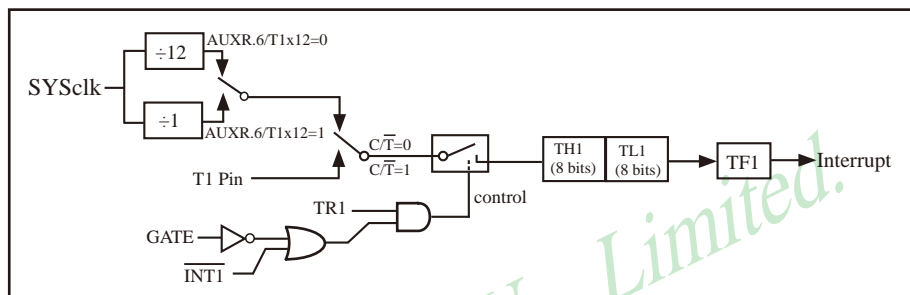 ÷12
AUXR.6/T1x12=0
SYSclk
÷1
AUXR.6/T1x12=1
C/T̅=0
C/T̅=1
T1 Pin
TH1
(8 bits)
TL1
(8 bits)
TF1
Interrupt
control
TR1
GATE
I̅N̅T̅1̅
Limited.